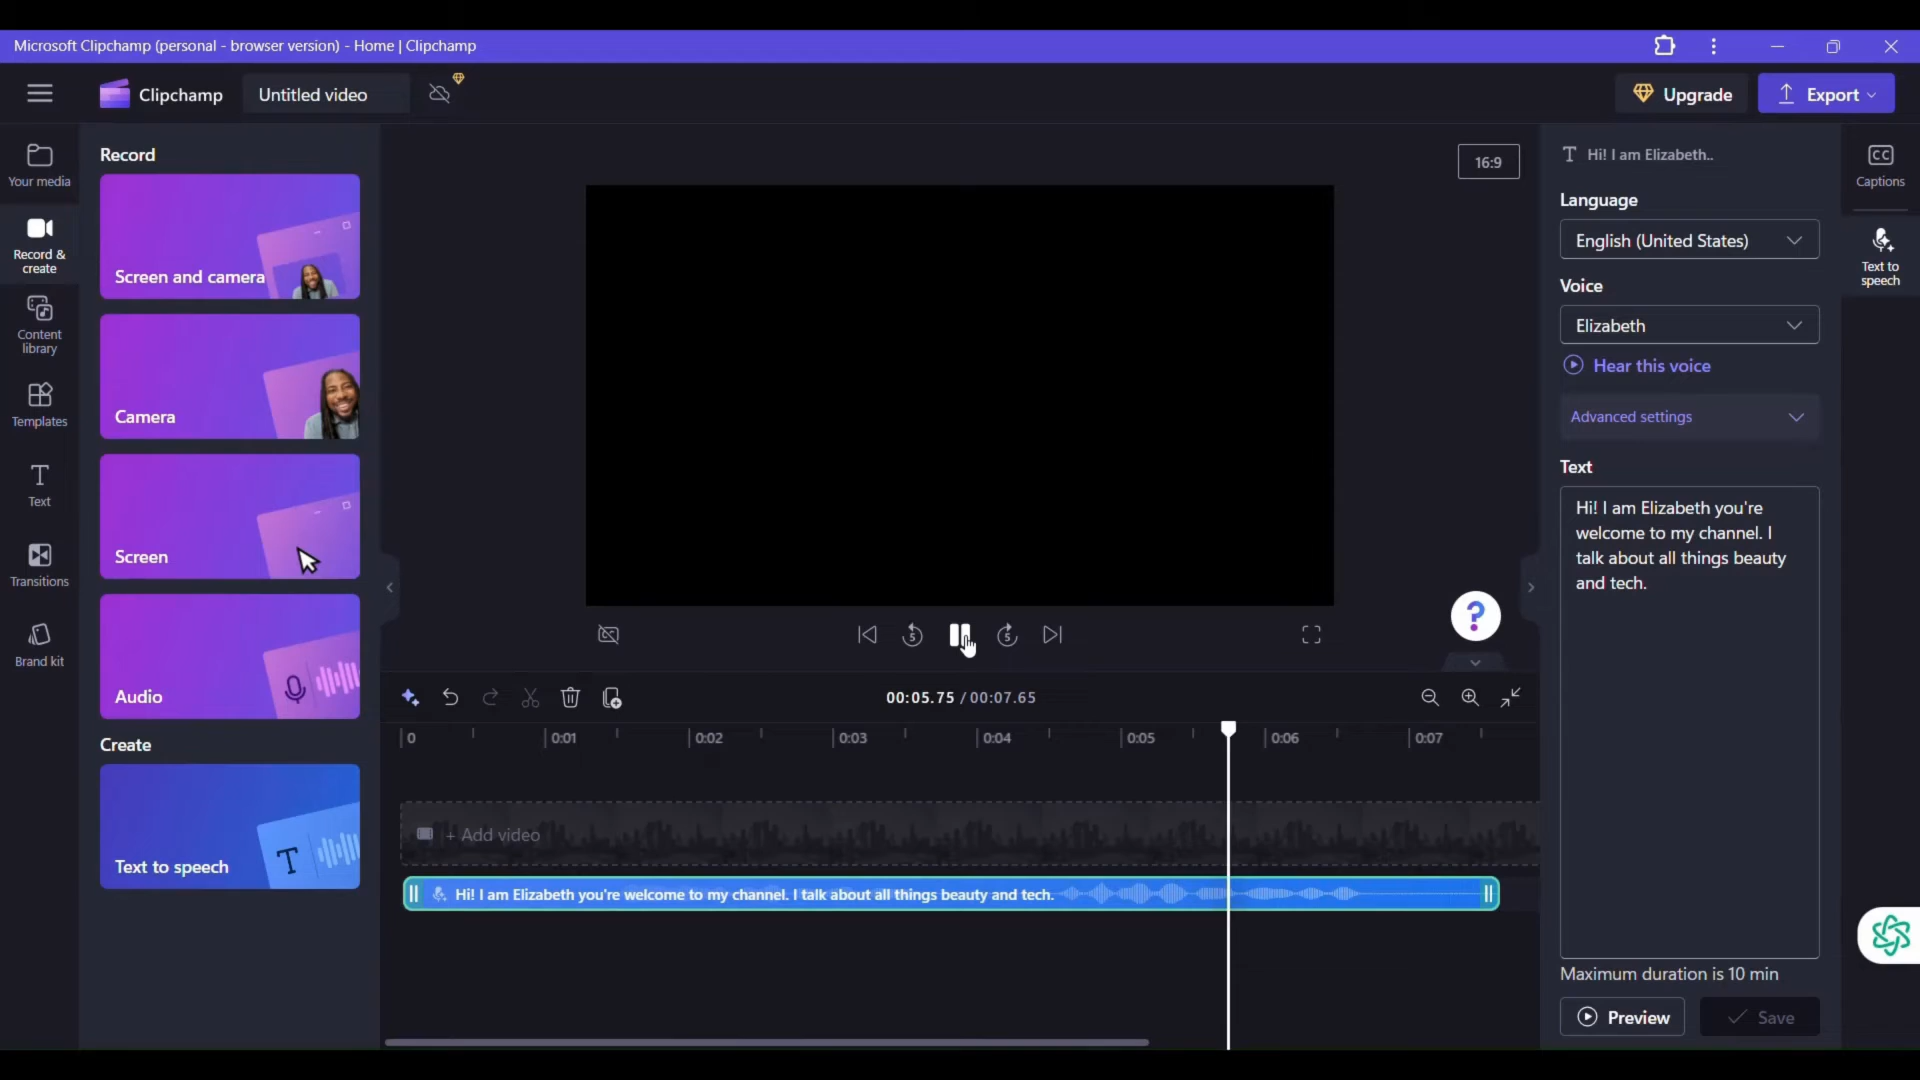 Microsoft Clipchamp (personal - browser version) - Home | Clipchamp
Clipchamp
Untitled video
Upgrade
Export
Your media
Record &
create
Content
library
Templates
Text
Transitions
Brand kit
Record
Screen and camera
Camera
Screen
Audio
Create
Text to speech
16:9
5
5
?
00:05.75 / 00:07.65
0
0:01
0:02
0:03
0:04
0:05
0:06
0:07
+ Add video
Hi! I am Elizabeth you're welcome to my channel. I talk about all things beauty and tech.
T Hi! I am Elizabeth..
Language
English (United States)
Voice
Elizabeth
Hear this voice
Advanced settings
Text
Hi! I am Elizabeth you're
welcome to my channel. I
talk about all things beauty
and tech.
Maximum duration is 10 min
Preview
Save
CC
Captions
Text to
speech